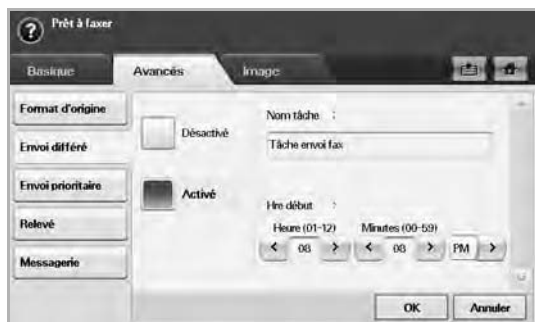 Prêt à faxer
Basique Avancés Image
Format d'origine
Envoi différé
Envoi prioritaire
Relevé
Messagerie
Désactivé
Activé
Nom tâche :
Tâche envoi fax
Hre début :
Heure (01-12) Minutes (00-59)
< 08 > < 08 > PM >
OK Annuler